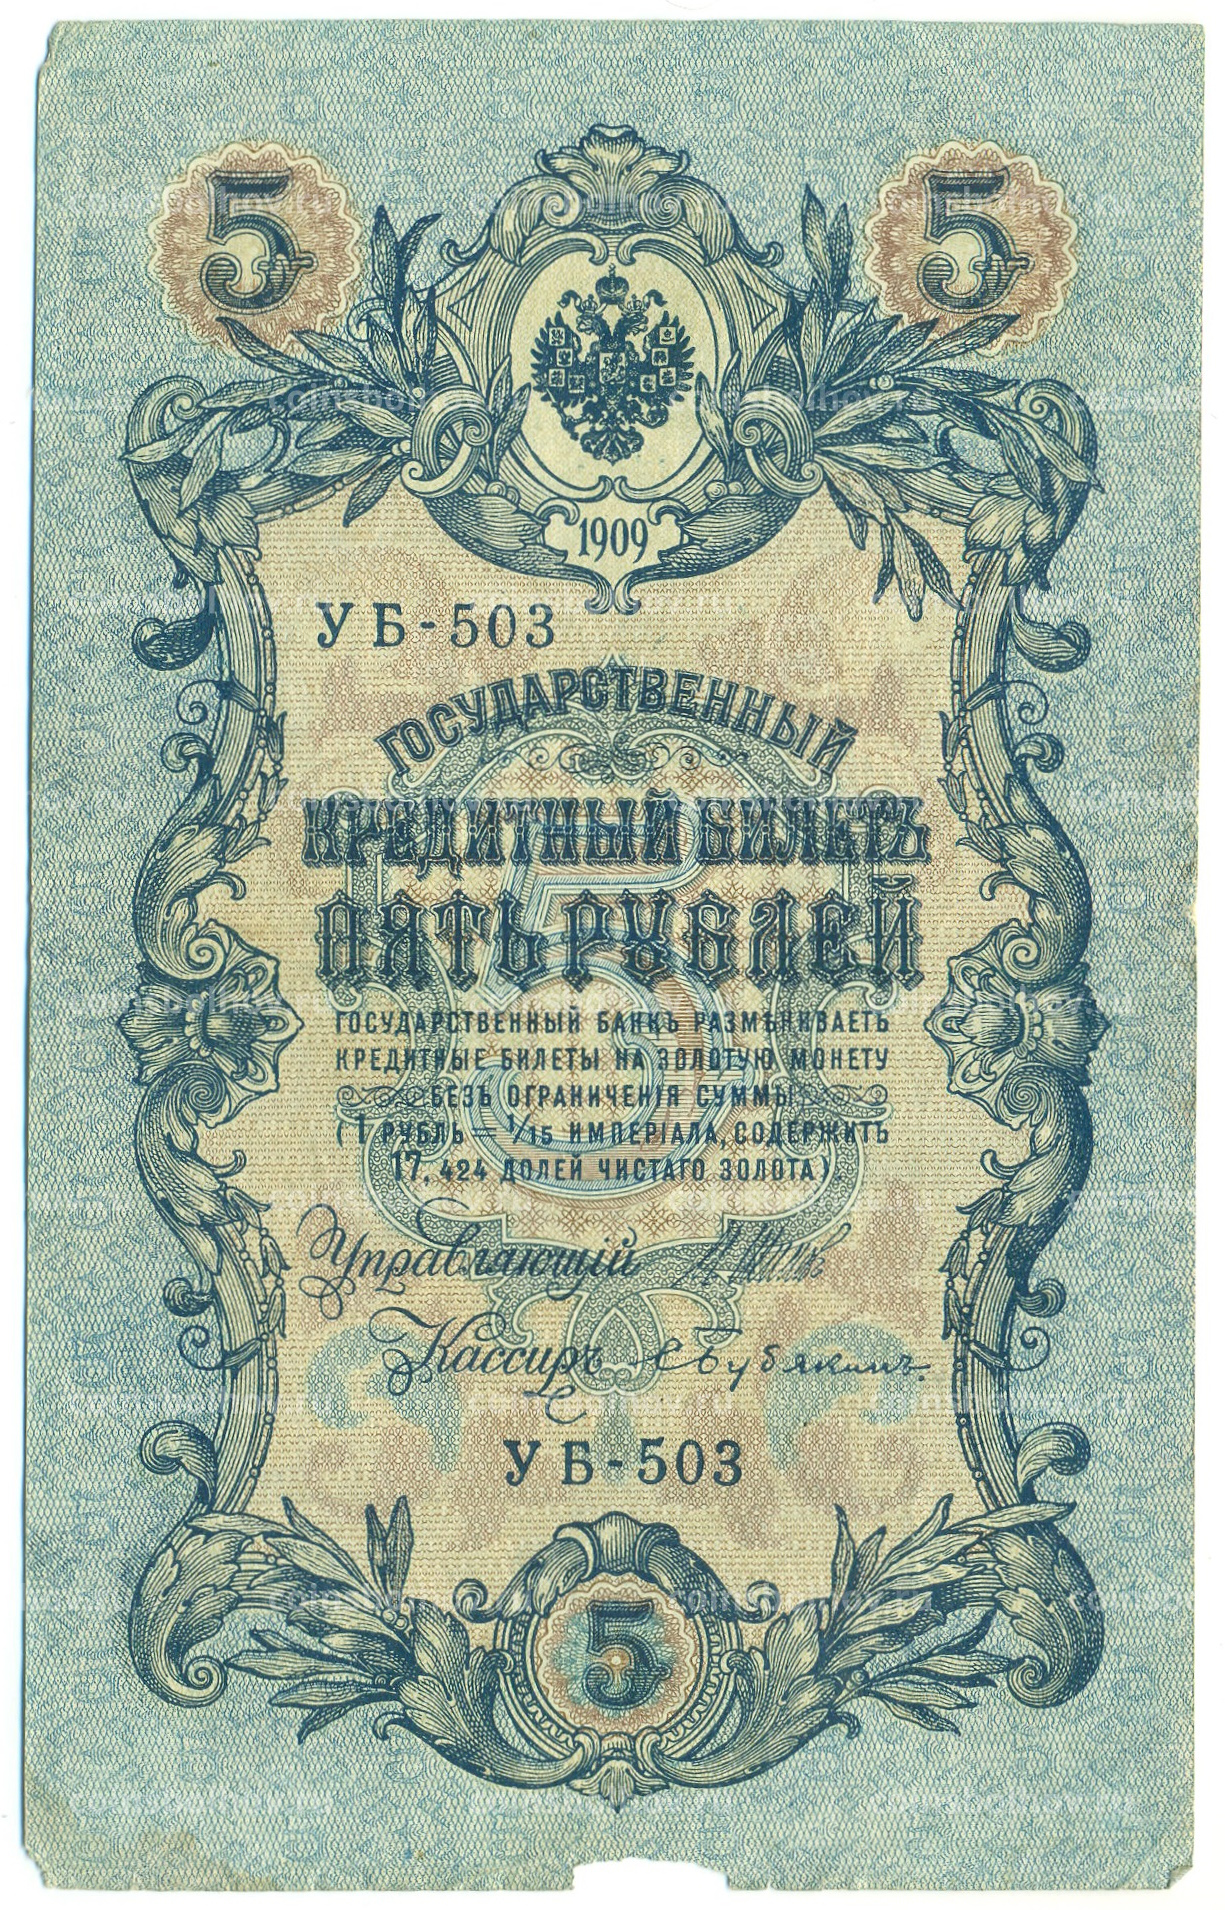 5 5
1909
УБ-503
ГОСУДАРСТВЕННЫЙ
КРЕДИТНЫЙ БИЛЕТЪ
ПЯТЬ РУБЛЕЙ
ГОСУДАРСТВЕННЫЙ БАНКЪ РАЗМѢНИВАЕТЪ
КРЕДИТНЫЕ БИЛЕТЫ НА ЗОЛОТУЮ МОНЕТУ
БЕЗЪ ОГРАНИЧЕНІЯ СУММЫ
(1 РУБЛЬ = 1/15 ИМПЕРІАЛА, СОДЕРЖИТЪ
17,424 ДОЛЕЙ ЧИСТАГО ЗОЛОТА).
Управляющій
Кассиръ СБубякинъ.
УБ-503
5